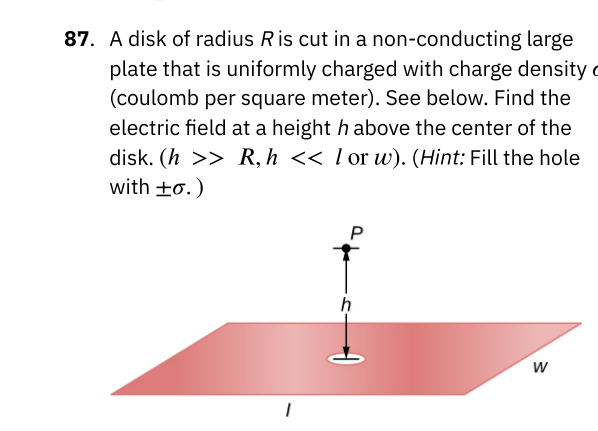 87. A disk of radius R is cut in a non-conducting large
plate that is uniformly charged with charge density σ
(coulomb per square meter). See below. Find the
electric field at a height h above the center of the
disk. (h >> R, h << l or w). (Hint: Fill the hole
with ±σ. )
P
h
w
l